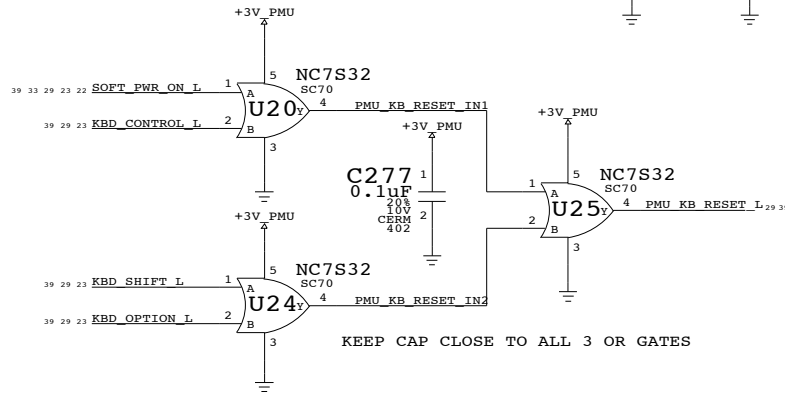 +3V_PMU
5
NC7S32
SC70
39 33 29 23 22 SOFT_PWR_ON_L 1 A
U20 Y 4 PMU_KB_RESET_IN1
39 29 23 KBD_CONTROL_L 2 B
3
+3V_PMU
C277 1
0.1uF
20%
10V
CERM 2
402
+3V_PMU
5
NC7S32
SC70
1 A
U25 Y 4 PMU_KB_RESET_L
2 B
3
+3V_PMU
5
NC7S32
SC70
39 29 23 KBD_SHIFT_L 1 A
U24 Y 4 PMU_KB_RESET_IN2
39 29 23 KBD_OPTION_L 2 B
3
KEEP CAP CLOSE TO ALL 3 OR GATES